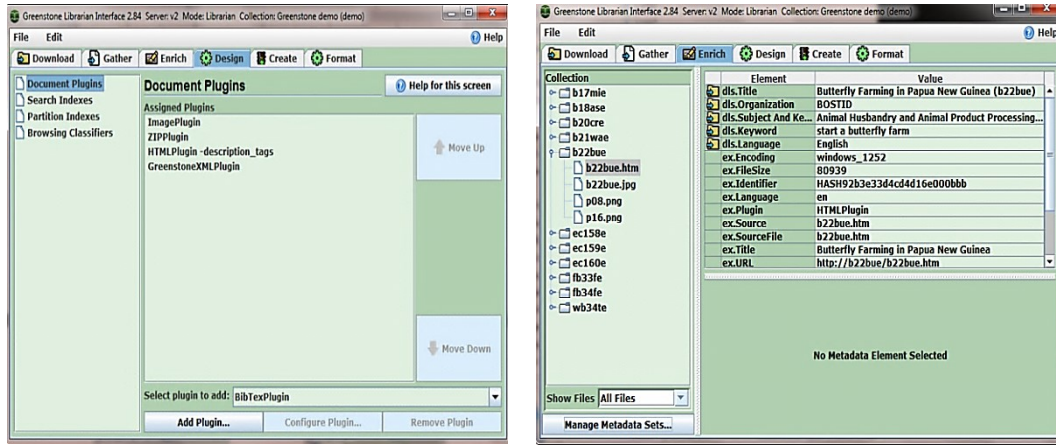 Greenstone Librarian Interface 2.84 Server: v2 Mode: Librarian Collection: Greenstone demo (demo)
File Edit Help
Download Gather Enrich Design Create Format
Document Plugins
Search Indexes
Partition Indexes
Browsing Classifiers
Document Plugins Help for this screen
Assigned Plugins
ImagePlugin
ZIPPlugin
HTMLPlugin -description_tags
GreenstoneXMLPlugin
Move Up
Move Down
Select plugin to add: BibTexPlugin
Add Plugin... Configure Plugin... Remove Plugin
Greenstone Librarian Interface 2.84 Server: v2 Mode: Librarian Collection: Greenstone demo (demo)
File Edit Help
Download Gather Enrich Design Create Format
Collection
b17mie
b18ase
b20cre
b21wae
b22bue
b22bue.htm
b22bue.jpg
p08.png
p16.png
ec158e
ec159e
ec160e
fb33fe
fb34fe
wb34te
Show Files All Files
Manage Metadata Sets...
Element Value
dls.Title Butterfly Farming in Papua New Guinea (b22bue)
dls.Organization BOSTID
dls.Subject And Ke... Animal Husbandry and Animal Product Processing...
dls.Keyword start a butterfly farm
dls.Language English
ex.Encoding windows_1252
ex.FileSize 80939
ex.Identifier HASH92b3e33d4cd4d16e000bbb
ex.Language en
ex.Plugin HTMLPlugin
ex.Source b22bue.htm
ex.SourceFile b22bue.htm
ex.Title Butterfly Farming in Papua New Guinea
ex.URL http://b22bue/b22bue.htm
No Metadata Element Selected